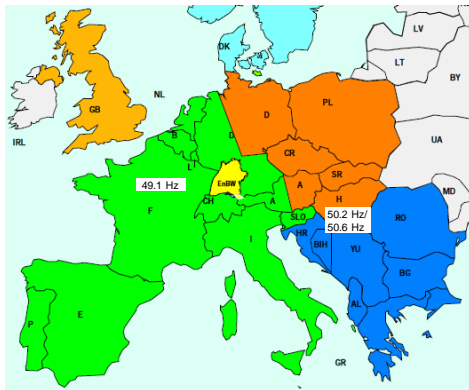 LV
DK
LT
BY
NL
PL
GB
D
D
IRL
B
UA
CR
L
SR
EnBW
49.1 Hz
MD
A
H
CH
A
F
50.2 Hz/
SLO
RO
50.6 Hz
HR
I
BIH
YU
BG
P
E
AL
GR